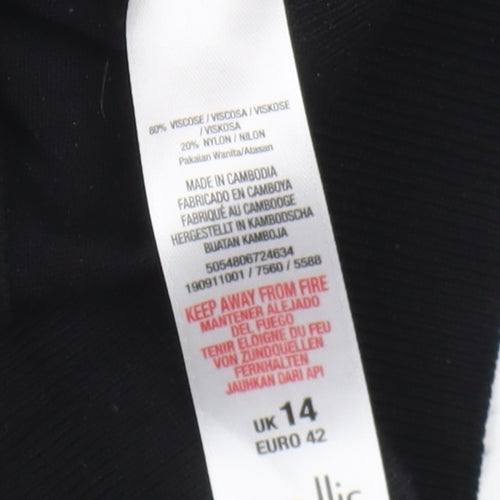 80% VISCOSE / VISCOSA / VISKOSE
/ VISKOSA
20% NYLON / NILON
Pakaian Wanita/Atasan
MADE IN CAMBODIA
FABRICADO EN CAMBOYA
FABRIQUÉ AU CAMBODGE
HERGESTELLT IN KAMBODSCHA
BUATAN KAMBOJA
5054806724634
190911001 / 7560 / 5588
KEEP AWAY FROM FIRE
MANTENER ALEJADO
DEL FUEGO
TENIR ELOIGNE DU FEU
VON ZUNDQUELLEN
FERNHALTEN
JAUHKAN DARI API
UK 14
EURO 42